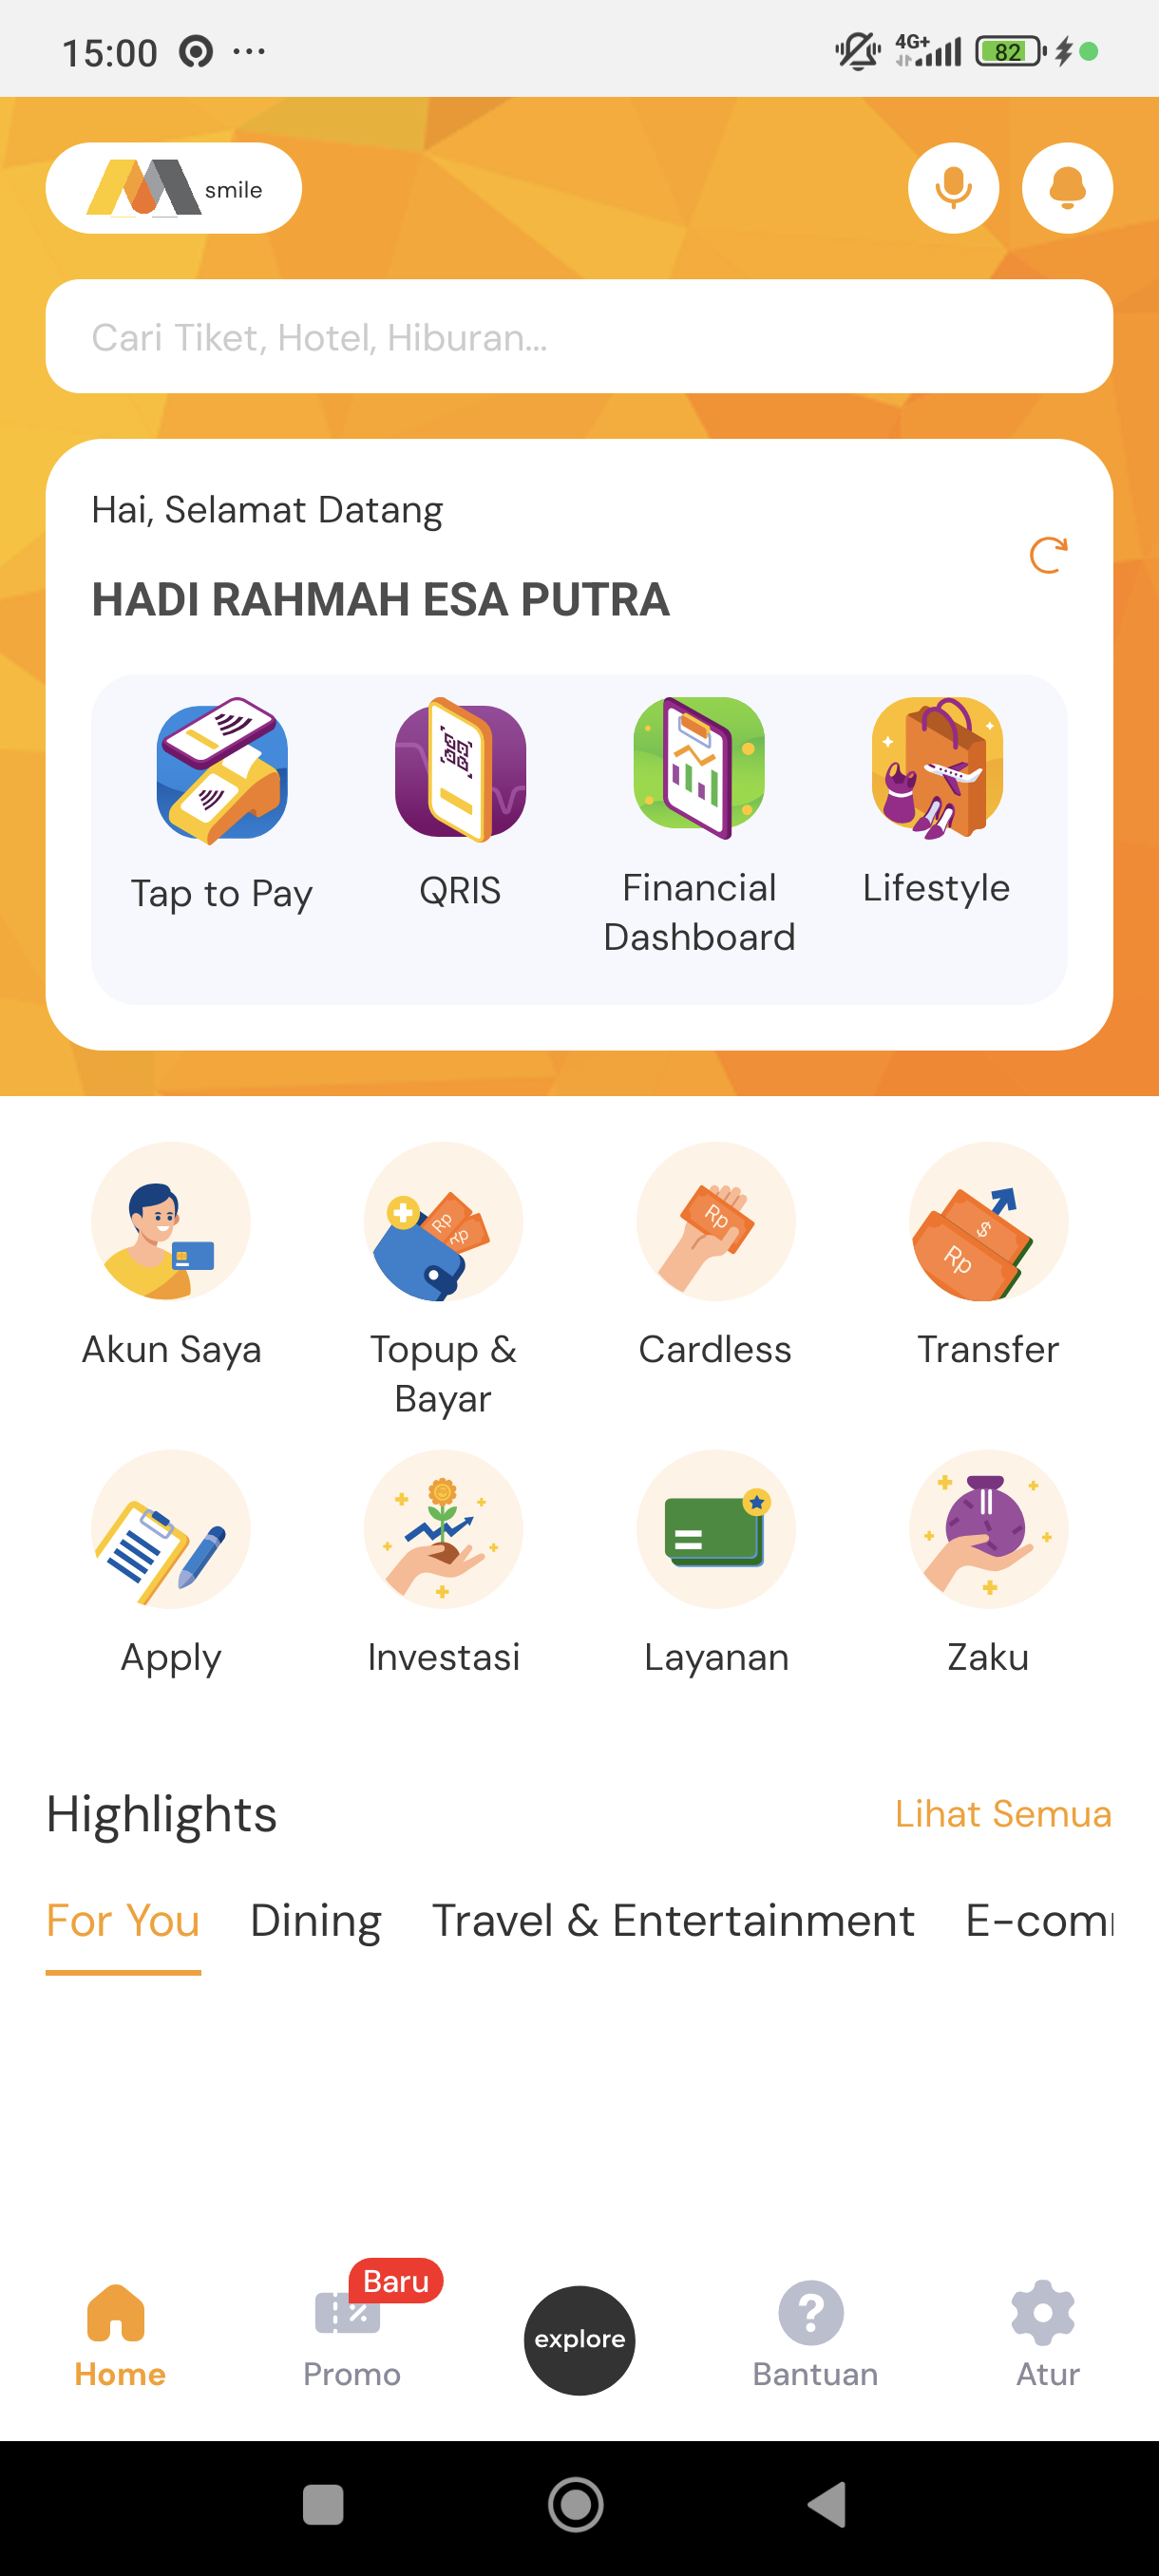 15:00
4G+
82
smile
Cari Tiket, Hotel, Hiburan...
Hai, Selamat Datang
HADI RAHMAH ESA PUTRA
Tap to Pay
QRIS
Financial
Dashboard
Lifestyle
Rp
Rp
Rp
$
Rp
Akun Saya
Topup &
Bayar
Cardless
Transfer
Apply
Investasi
Layanan
Zaku
Highlights
Lihat Semua
For You
Dining
Travel & Entertainment
E-com
Baru
explore
Home
Promo
Bantuan
Atur